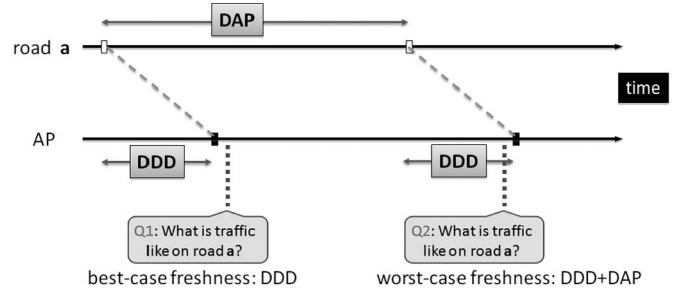 DAP
road a
time
AP
DDD
DDD
Q1: What is traffic
like on road a?
Q2: What is traffic
like on road a?
best-case freshness: DDD
worst-case freshness: DDD+DAP